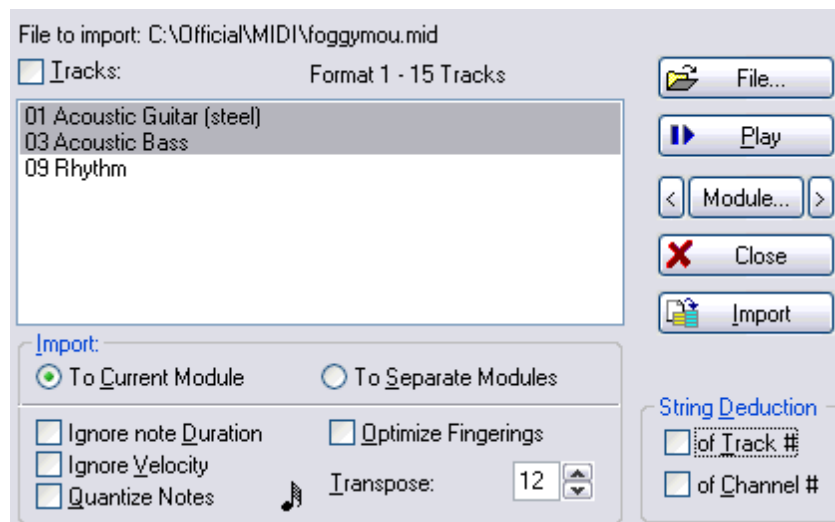 File to import: C:\Official\MIDI\foggymou.mid
Tracks: Format 1 - 15 Tracks
01 Acoustic Guitar (steel)
03 Acoustic Bass
09 Rhythm
File...
Play
< Module... >
Close
Import
Import:
To Current Module To Separate Modules
Ignore note Duration Optimize Fingerings
Ignore Velocity
Quantize Notes Transpose: 12
String Deduction
of Track #
of Channel #